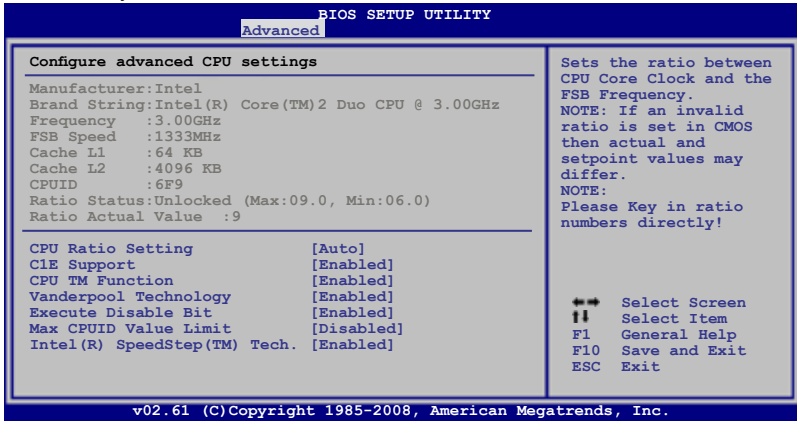 BIOS SETUP UTILITY
Advanced
Configure advanced CPU settings
Manufacturer:Intel
Brand String:Intel(R) Core(TM)2 Duo CPU @ 3.00GHz
Frequency :3.00GHz
FSB Speed :1333MHz
Cache L1 :64 KB
Cache L2 :4096 KB
CPUID :6F9
Ratio Status:Unlocked (Max:09.0, Min:06.0)
Ratio Actual Value :9
CPU Ratio Setting [Auto]
C1E Support [Enabled]
CPU TM Function [Enabled]
Vanderpool Technology [Enabled]
Execute Disable Bit [Enabled]
Max CPUID Value Limit [Disabled]
Intel(R) SpeedStep(TM) Tech. [Enabled]
Sets the ratio between
CPU Core Clock and the
FSB Frequency.
NOTE: If an invalid
ratio is set in CMOS
then actual and
setpoint values may
differ.
NOTE:
Please Key in ratio
numbers directly!
←→ Select Screen
↑↓ Select Item
F1 General Help
F10 Save and Exit
ESC Exit
v02.61 (C)Copyright 1985-2008, American Megatrends, Inc.